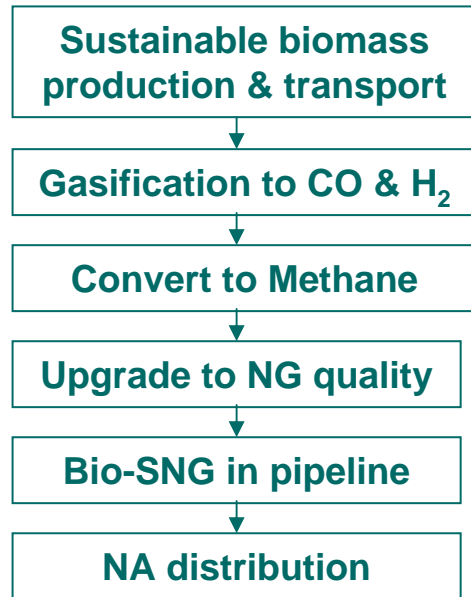 Sustainable biomass
production & transport
Gasification to CO & H₂
Convert to Methane
Upgrade to NG quality
Bio-SNG in pipeline
NA distribution